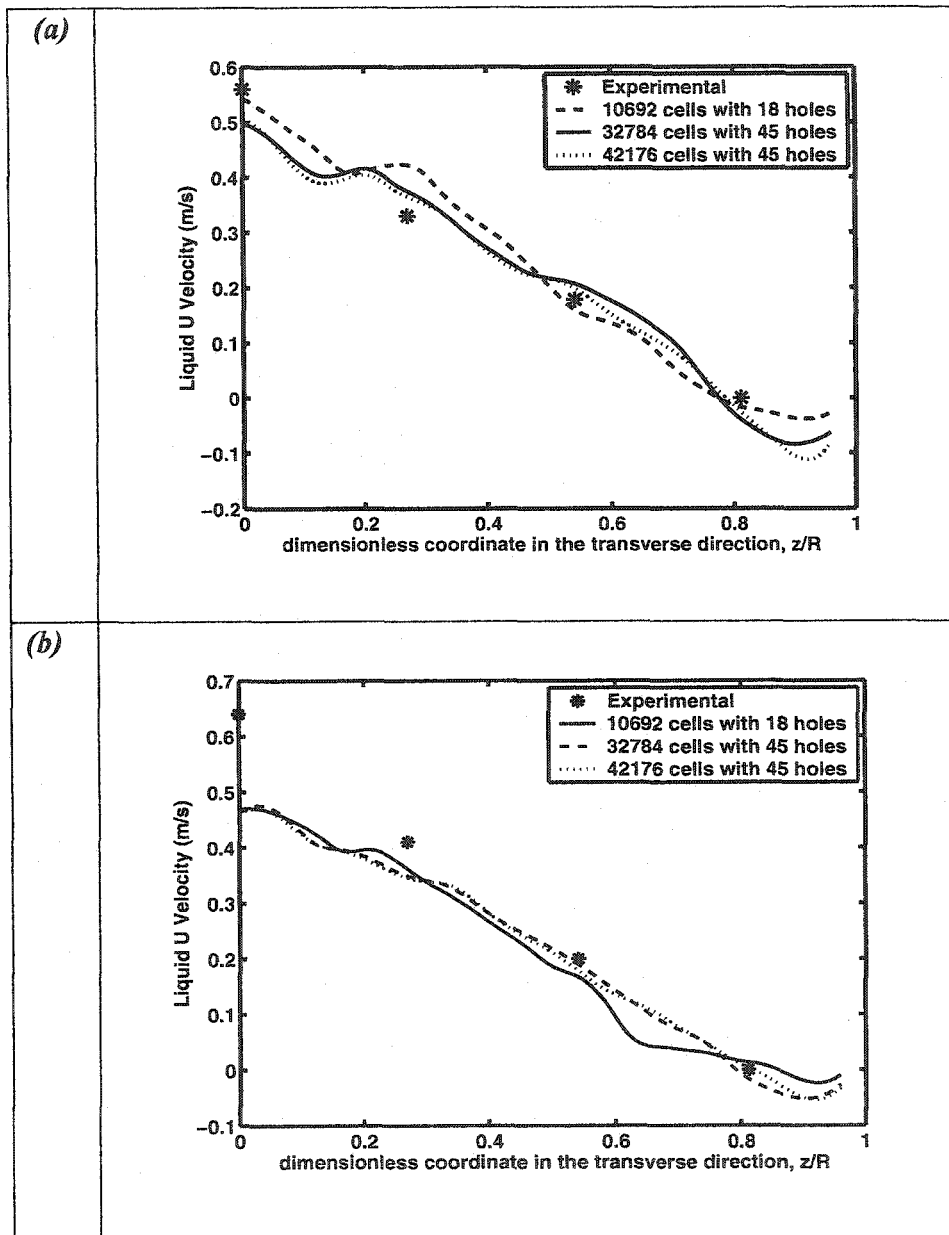 (a)
0.6
0.5
0.4
0.3
0.2
0.1
0
−0.1
−0.2
Liquid U Velocity (m/s)
Experimental
10692 cells with 18 holes
32784 cells with 45 holes
42176 cells with 45 holes
0 0.2 0.4 0.6 0.8 1
dimensionless coordinate in the transverse direction, z/R
(b)
0.7
0.6
0.5
0.4
0.3
0.2
0.1
0
−0.1
Liquid U Velocity (m/s)
Experimental
10692 cells with 18 holes
32784 cells with 45 holes
42176 cells with 45 holes
0 0.2 0.4 0.6 0.8 1
dimensionless coordinate in the transverse direction, z/R